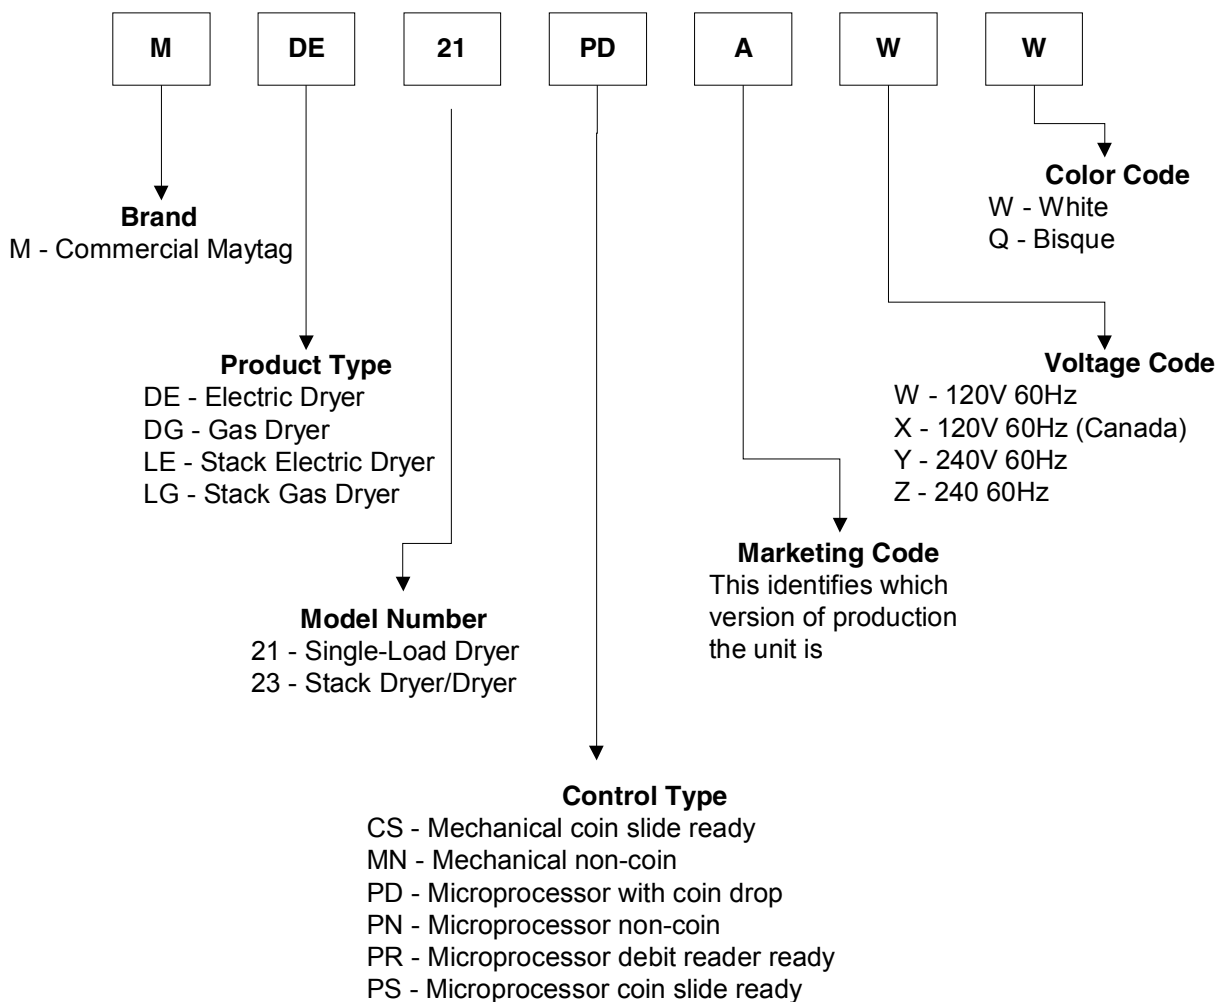 M DE 21 PD A W W
Color Code
W - White
Q - Bisque
Brand
M - Commercial Maytag
Product Type
DE - Electric Dryer
DG - Gas Dryer
LE - Stack Electric Dryer
LG - Stack Gas Dryer
Voltage Code
W - 120V 60Hz
X - 120V 60Hz (Canada)
Y - 240V 60Hz
Z - 240 60Hz
Marketing Code
This identifies which
version of production
the unit is
Model Number
21 - Single-Load Dryer
23 - Stack Dryer/Dryer
Control Type
CS - Mechanical coin slide ready
MN - Mechanical non-coin
PD - Microprocessor with coin drop
PN - Microprocessor non-coin
PR - Microprocessor debit reader ready
PS - Microprocessor coin slide ready